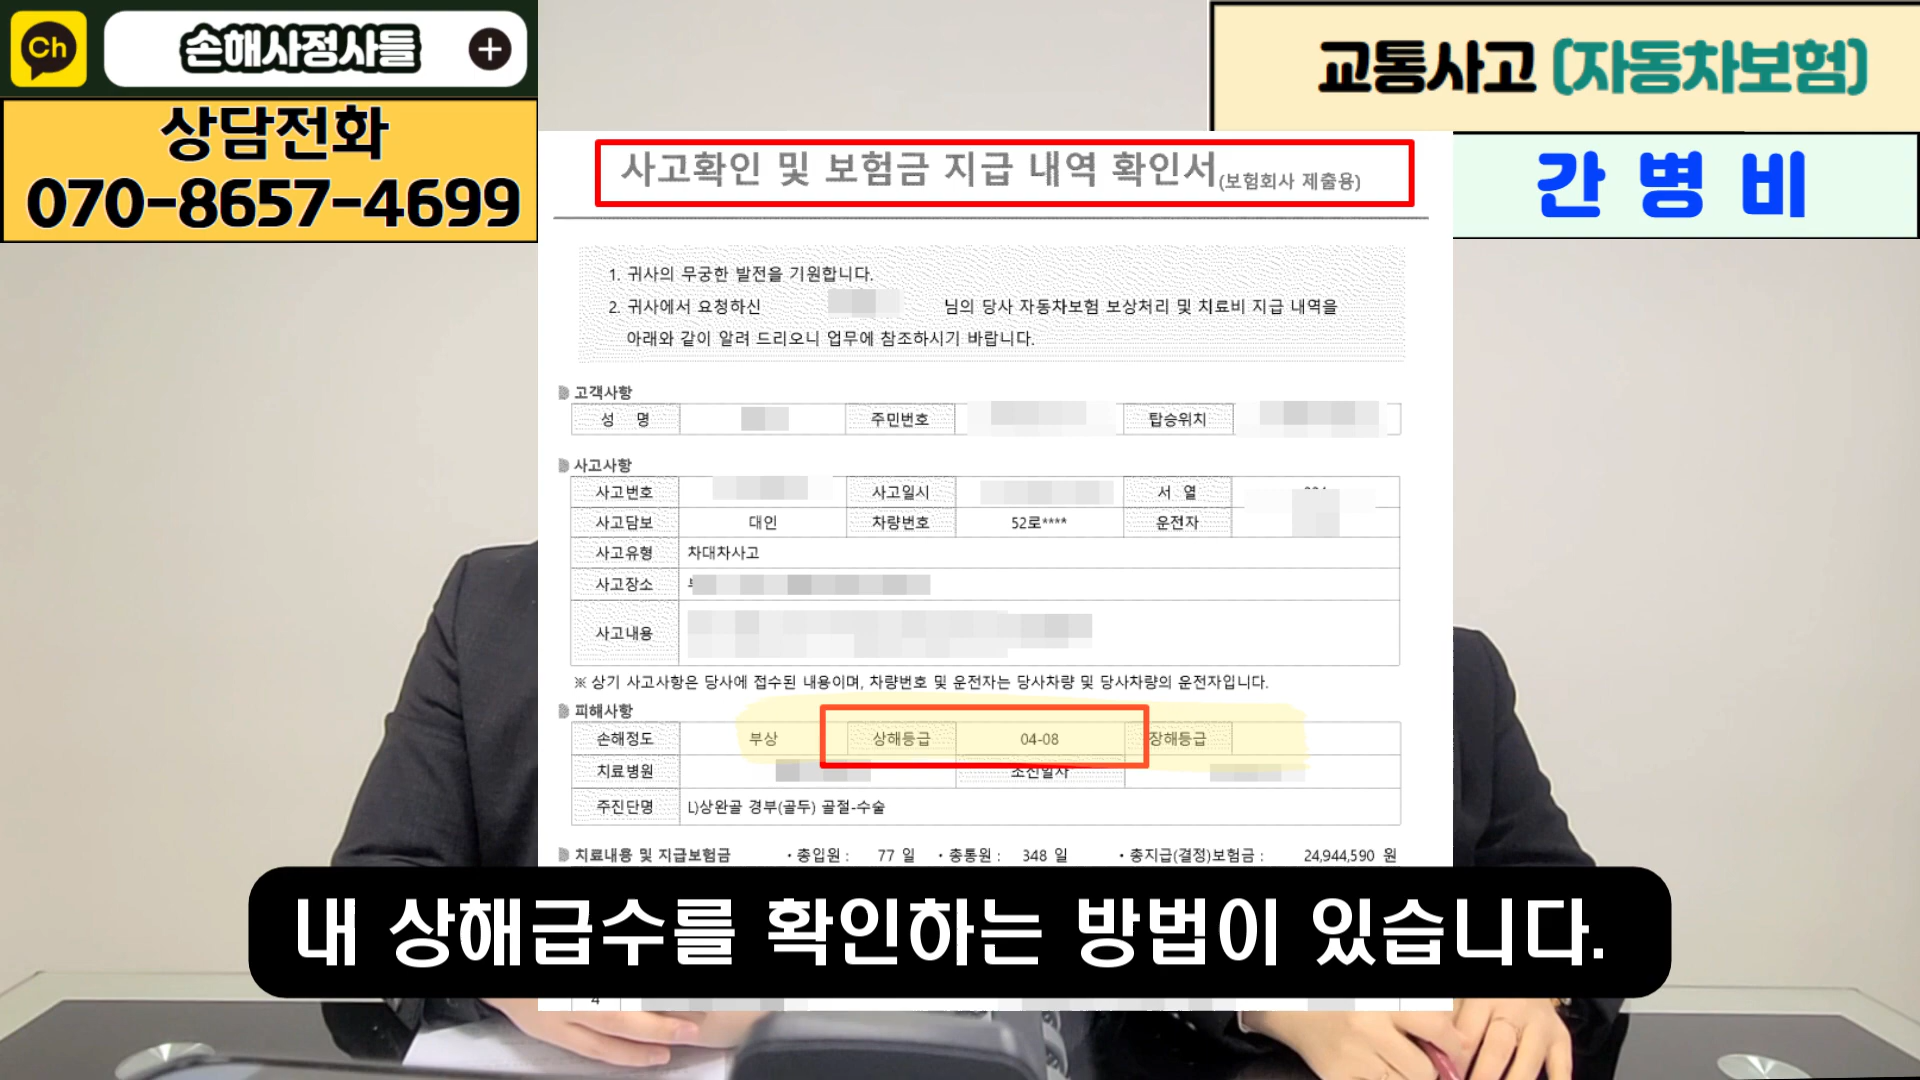 Ch 손해사정사들 +
상담전화
070-8657-4699
교통사고 (자동차보험)
간병비
사고확인 및 보험금 지급 내역 확인서(보험회사 제출용)
1. 귀사의 무궁한 발전을 기원합니다.
2. 귀사에서 요청하신 님의 당사 자동차보험 보상처리 및 치료비 지급 내역을
아래와 같이 알려 드리오니 업무에 참조하시기 바랍니다.
고객사항
성 명 주민번호 탑승위치
사고사항
사고번호 사고일시 서 열
사고담보 대인 차량번호 52로**** 운전자
사고유형 차대차사고
사고장소
사고내용
※ 상기 사고사항은 당사에 접수된 내용이며, 차량번호 및 운전자는 당사차량 및 당사차량의 운전자입니다.
피해사항
손해정도 부상 상해등급 04-08 장해등급
치료병원 초진일자
주진단명 L)상완골 경부(골두) 골절-수술
치료내용 및 지급보험금 · 총입원 : 77 일 · 총통원 : 348 일 · 총지급(결정)보험금 : 24,944,590 원
내 상해급수를 확인하는 방법이 있습니다.
4